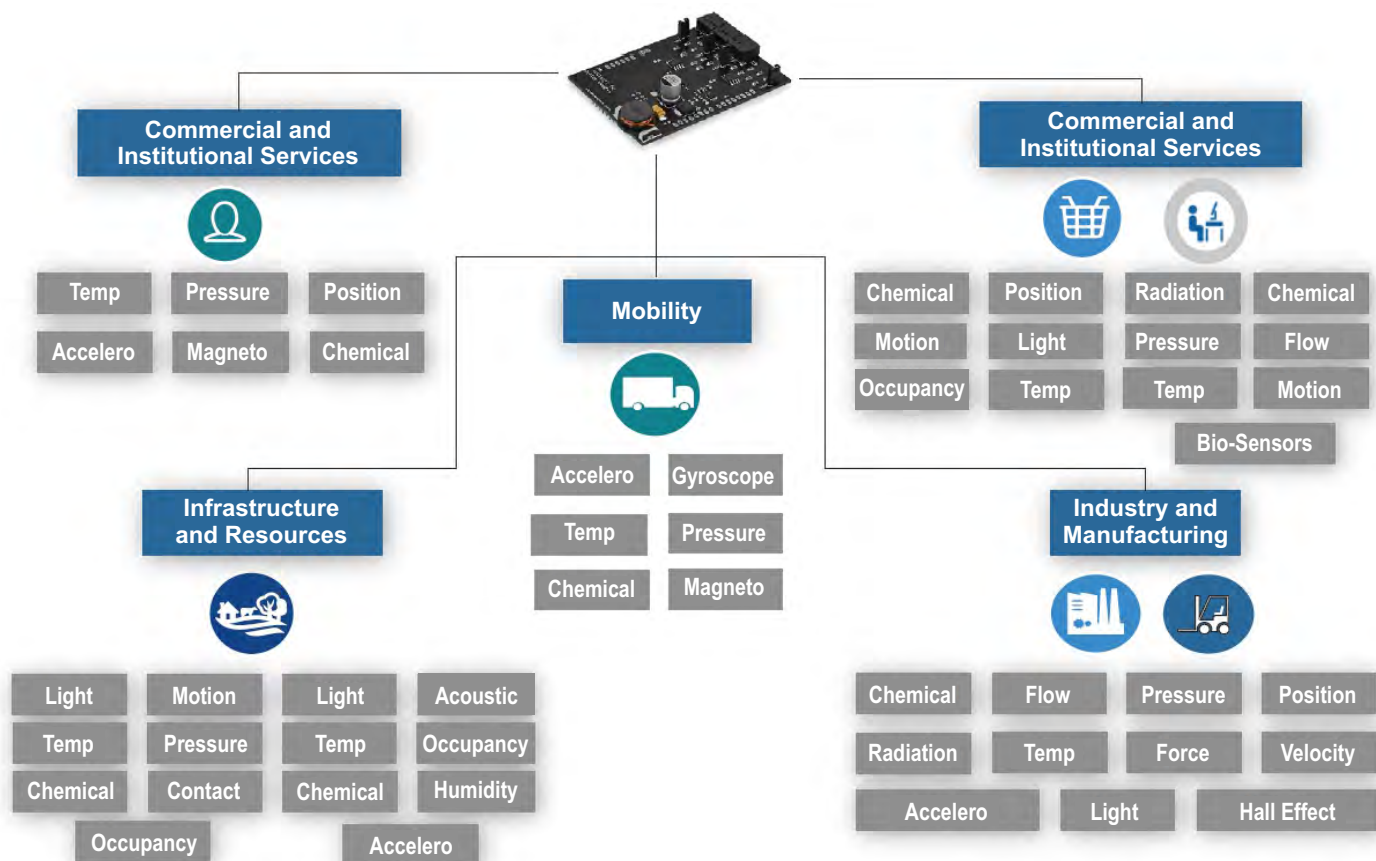 Commercial and
Institutional Services
Temp
Pressure
Position
Accelero
Magneto
Chemical
Commercial and
Institutional Services
Chemical
Position
Radiation
Chemical
Motion
Light
Pressure
Flow
Occupancy
Temp
Temp
Motion
Bio-Sensors
Mobility
Accelero
Gyroscope
Temp
Pressure
Chemical
Magneto
Infrastructure
and Resources
Light
Motion
Light
Acoustic
Temp
Pressure
Temp
Occupancy
Chemical
Contact
Chemical
Humidity
Occupancy
Accelero
Industry and
Manufacturing
Chemical
Flow
Pressure
Position
Radiation
Temp
Force
Velocity
Accelero
Light
Hall Effect